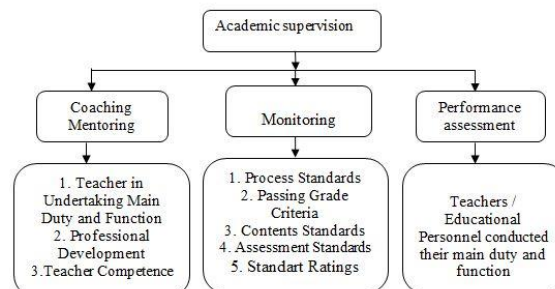 Academic supervision
Coaching
Mentoring
Monitoring
Performance
assessment
1. Teacher in
Undertaking Main
Duty and Function
2. Professional
Development
3.Teacher Competence
1. Process Standards
2. Passing Grade
Criteria
3. Contents Standards
4. Assessment Standards
5. Standart Ratings
Teachers /
Educational
Personnel conducted
their main duty and
function